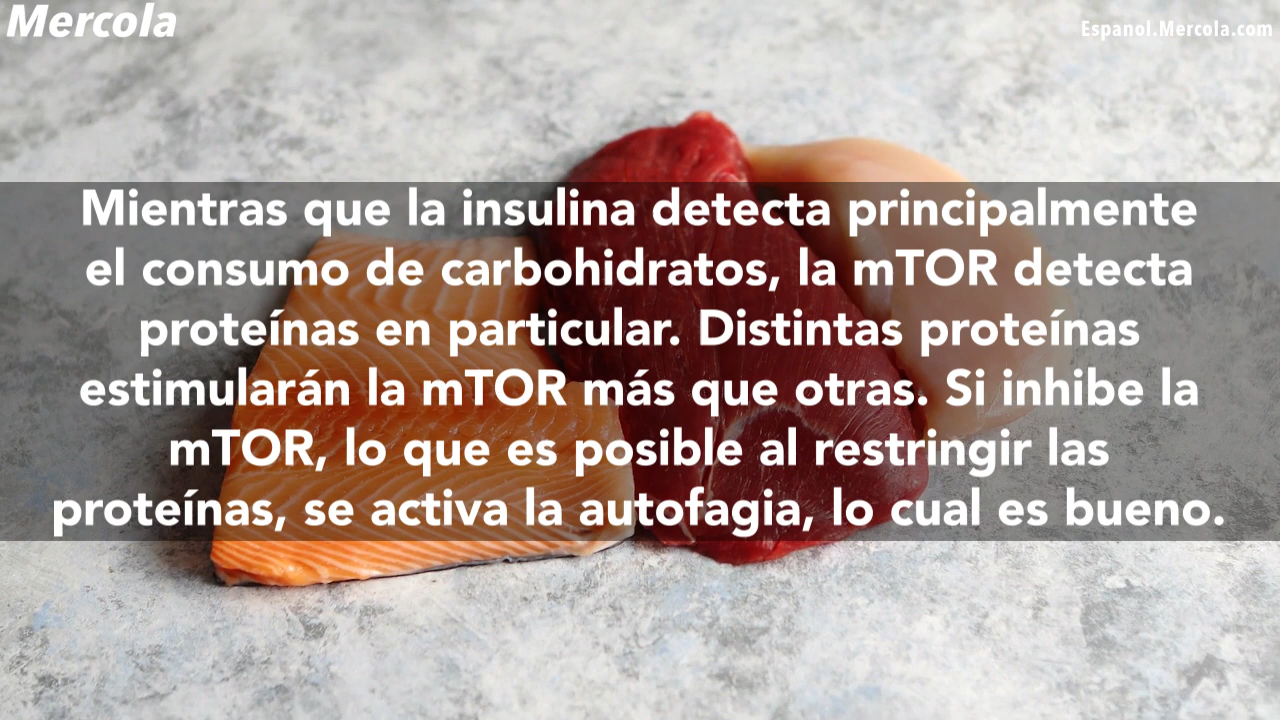 Mercola
Espanol.Mercola.com
Mientras que la insulina detecta principalmente
el consumo de carbohidratos, la mTOR detecta
proteínas en particular. Distintas proteínas
estimularán la mTOR más que otras. Si inhibe la
mTOR, lo que es posible al restringir las
proteínas, se activa la autofagia, lo cual es bueno.